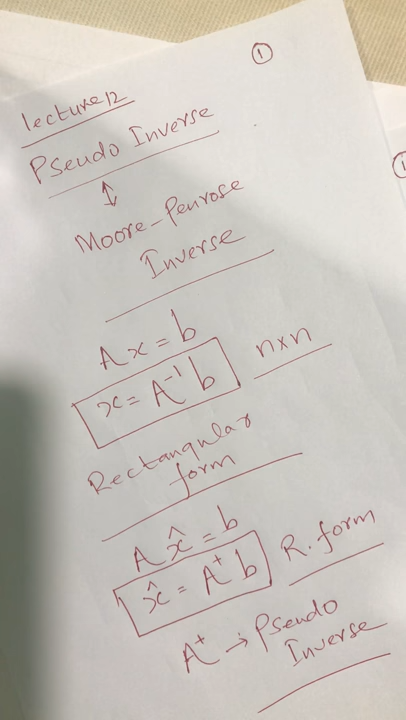 ①
lecture 12
Pseudo Inverse
↕
Moore-Penrose
Inverse
Ax = b
x = A⁻¹ b n×n
Rectangular
form
A x̂ = b
x̂ = A⁺ b R. form
A⁺ → Pseudo
Inverse